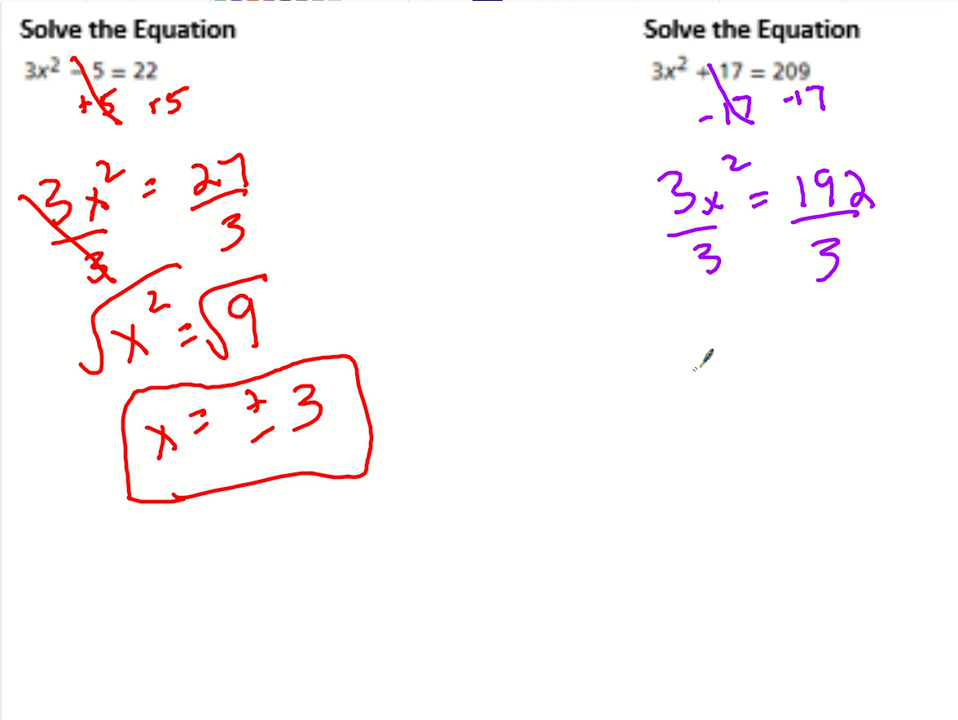 Solve the Equation
3x² - 5 = 22
+5 +5
3x² = 27
3 3
√x² = √9
x = ± 3
Solve the Equation
3x² + 17 = 209
-17 -17
3x² = 192
3 3